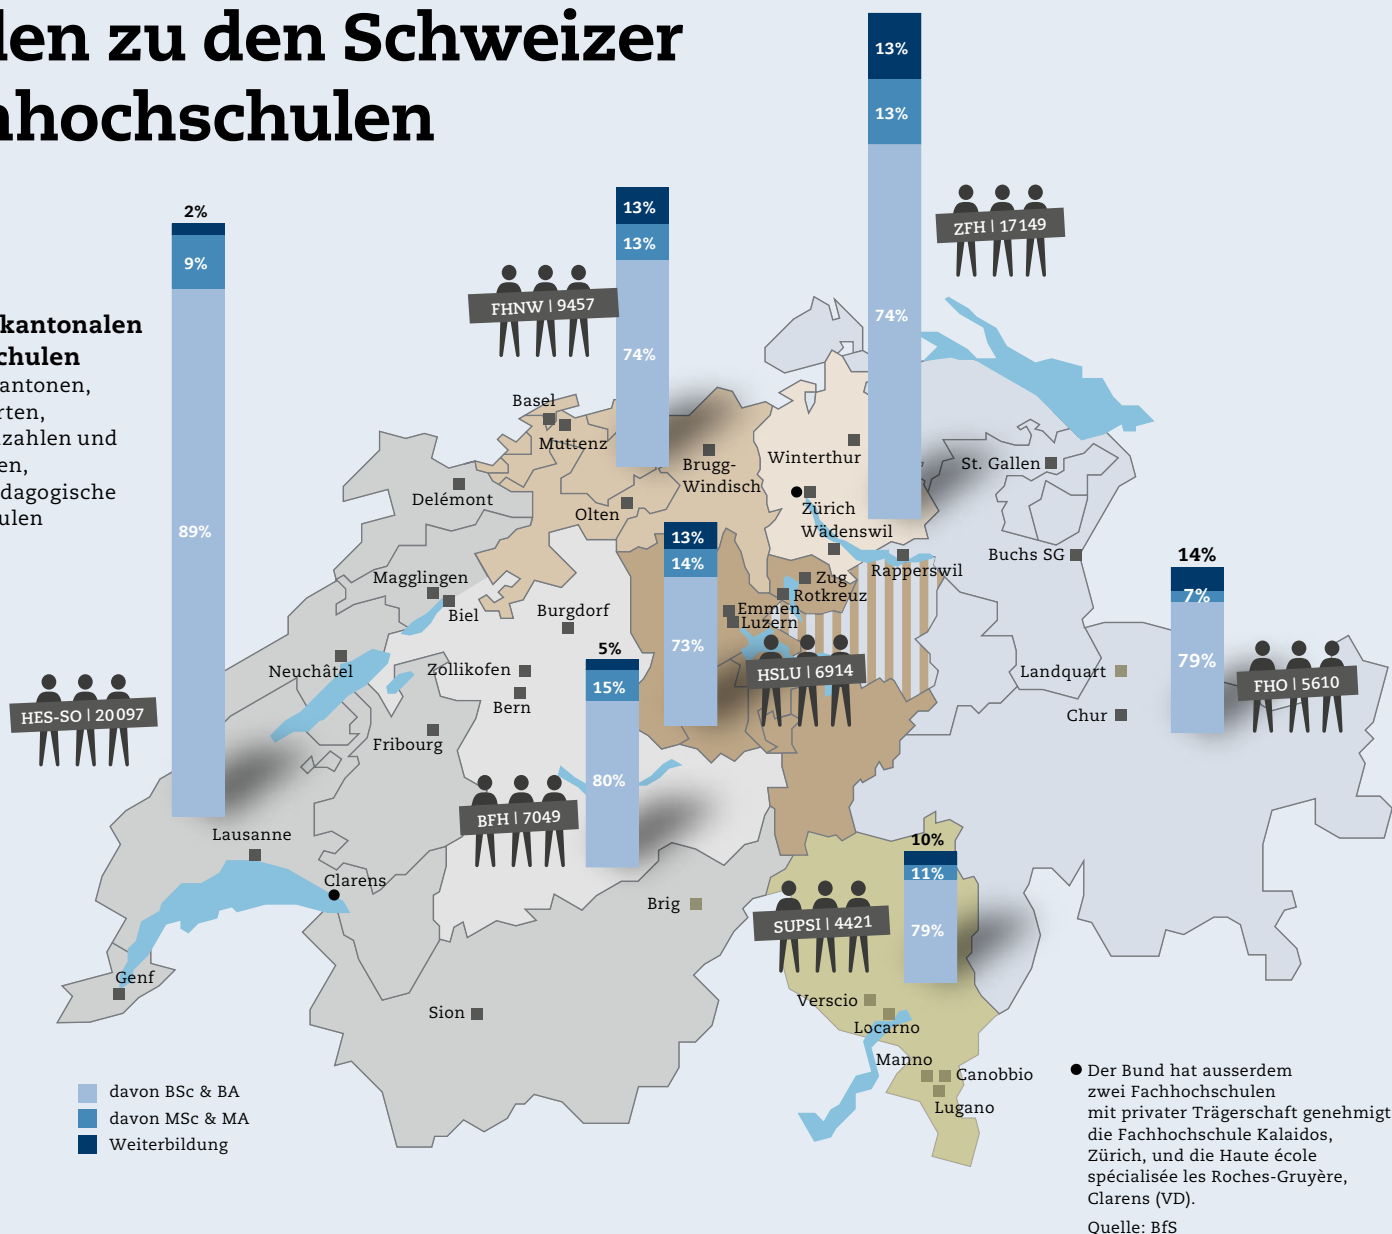 len zu den Schweizer
hhochschulen
kantonalen
chulen
antonen,
rten,
nzahlen und
en,
dagogische
ulen
2%
9%
89%
HES-SO | 20 097
13%
13%
74%
FHNW | 9457
13%
13%
74%
ZFH | 17 149
13%
14%
73%
HSLU | 6914
5%
15%
80%
BFH | 7049
14%
7%
79%
FHO | 5610
10%
11%
79%
SUPSI | 4421
Basel
Muttenz
Brugg-
Windisch
Delémont
Olten
Winterthur
Zürich
Wädenswil
St. Gallen
Rapperswil
Buchs SG
Magglingen
Biel
Burgdorf
Zug
Rotkreuz
Emmen
Luzern
Neuchâtel
Zollikofen
Bern
Fribourg
Landquart
Chur
Lausanne
Clarens
Brig
Genf
Sion
Verscio
Locarno
Manno
Canobbio
Lugano
davon BSc & BA
davon MSc & MA
Weiterbildung
Der Bund hat ausserdem
zwei Fachhochschulen
mit privater Trägerschaft genehmigt
die Fachhochschule Kalaidos,
Zürich, und die Haute école
spécialisée les Roches-Gruyère,
Clarens (VD).
Quelle: BfS